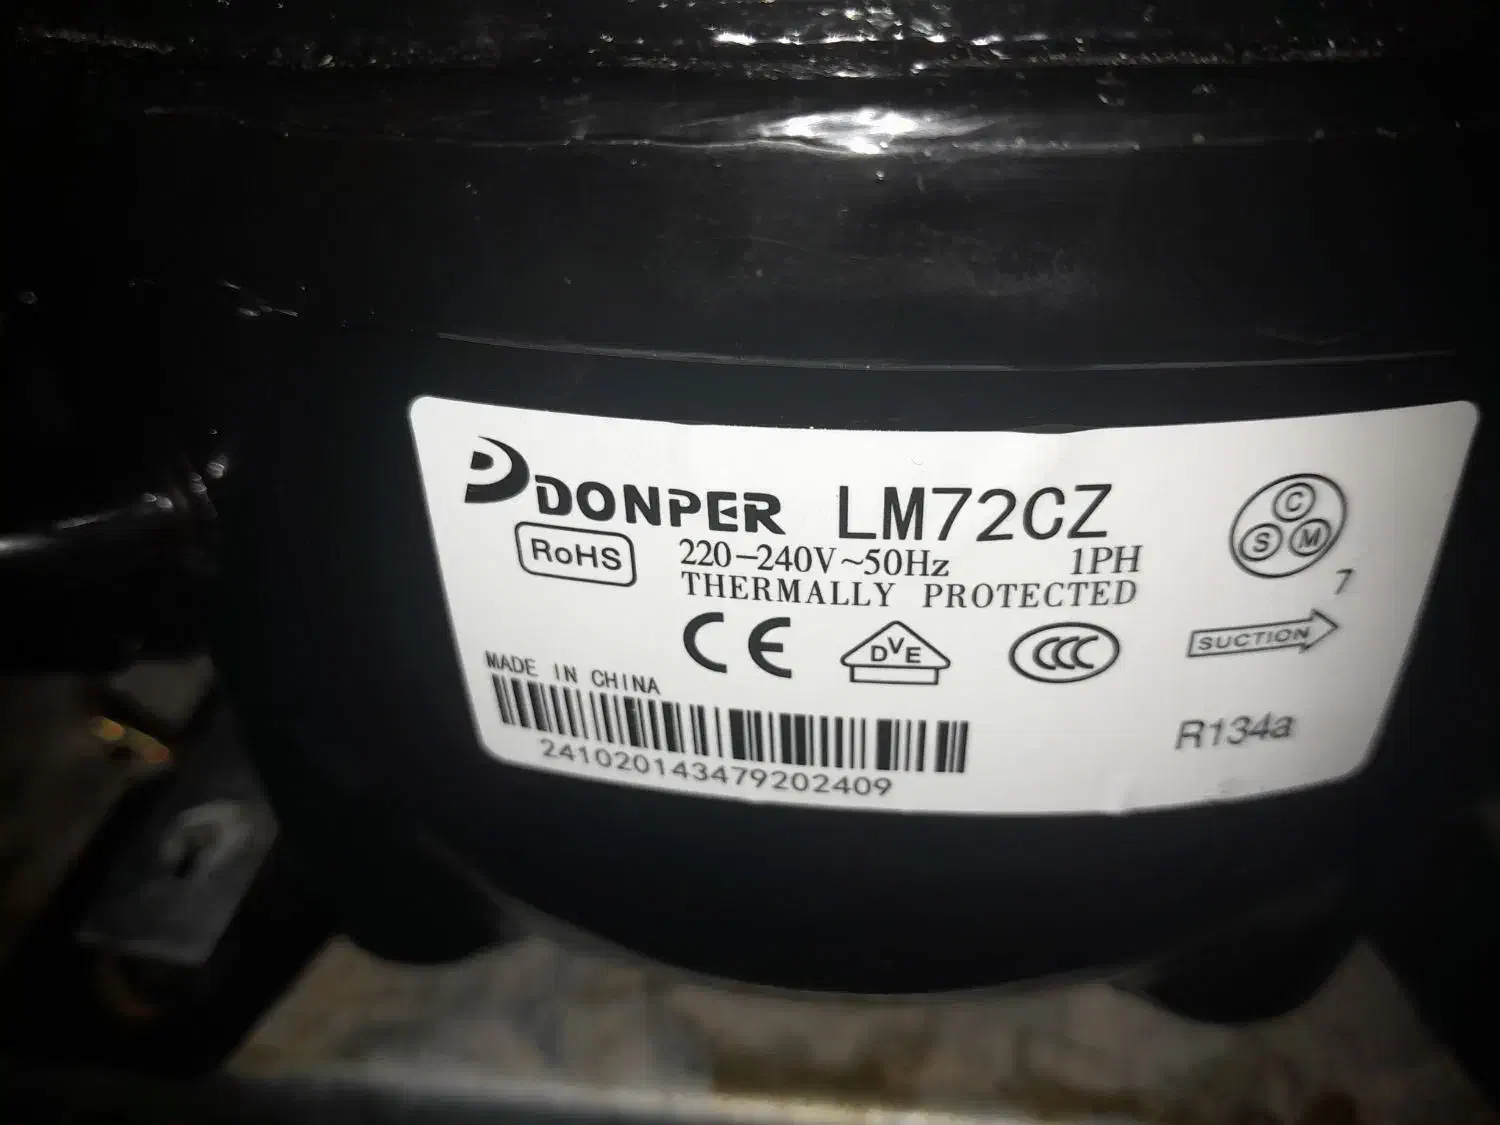 DONPER LM72CZ
RoHS
220-240V~50Hz 1PH
THERMALLY PROTECTED
C
S M
7
CE
DVE
CCC
SUCTION
MADE IN CHINA
241020143479202409
R134a